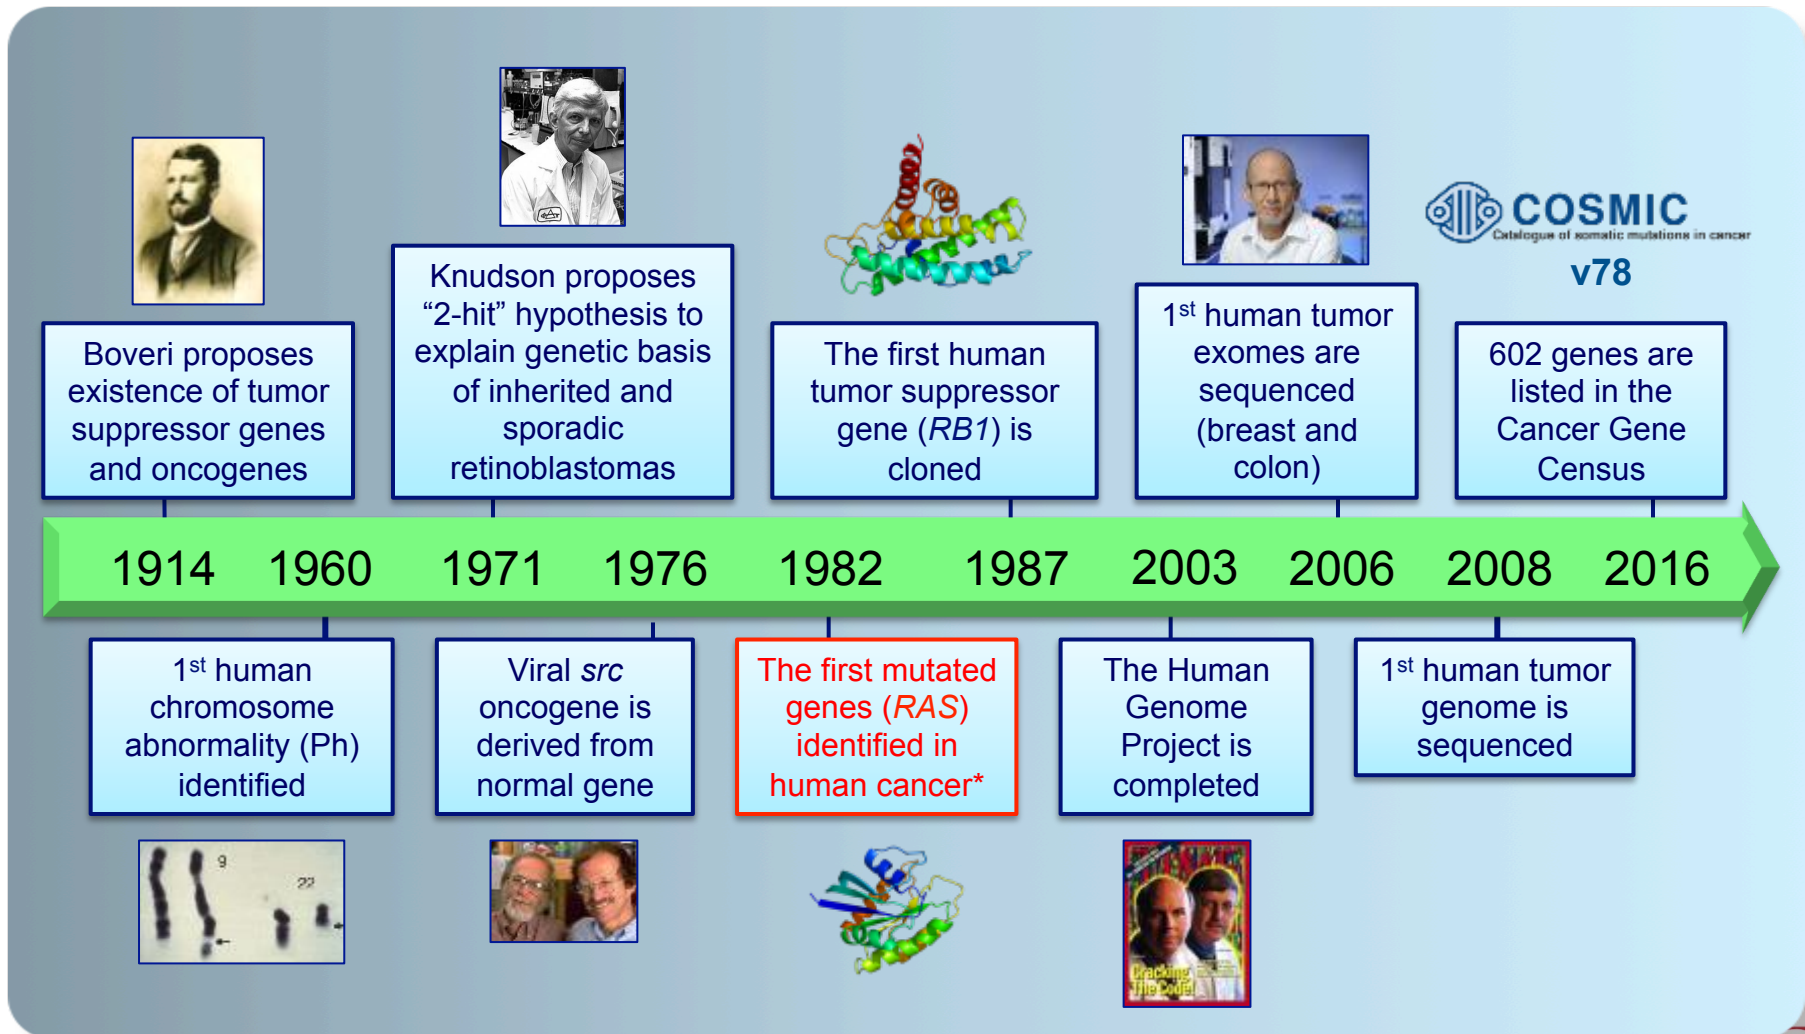 COSMIC
Catalogue of somatic mutations in cancer
v78
Boveri proposes
existence of tumor
suppressor genes
and oncogenes
Knudson proposes
“2-hit” hypothesis to
explain genetic basis
of inherited and
sporadic
retinoblastomas
The first human
tumor suppressor
gene (RB1) is
cloned
1st human tumor
exomes are
sequenced
(breast and
colon)
602 genes are
listed in the
Cancer Gene
Census
1914 1960 1971 1976 1982 1987 2003 2006 2008 2016
1st human
chromosome
abnormality (Ph)
identified
Viral src
oncogene is
derived from
normal gene
The first mutated
genes (RAS)
identified in
human cancer*
The Human
Genome
Project is
completed
1st human tumor
genome is
sequenced
9
22
Cracking
The Code!